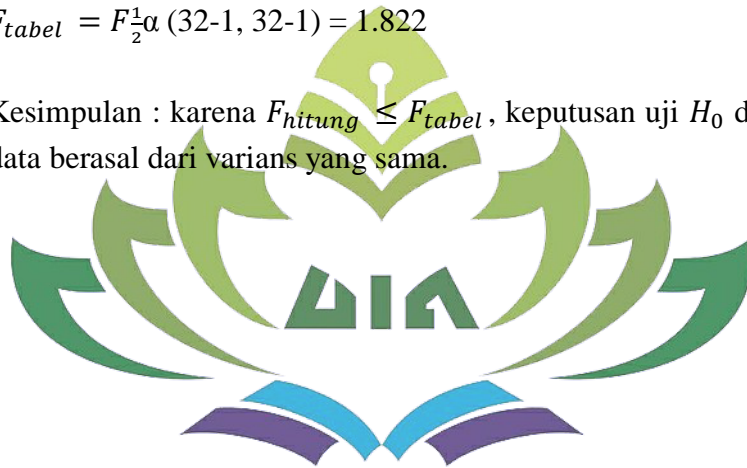 F_tabel = F½α (32-1, 32-1) = 1.822
Kesimpulan : karena F_hitung ≤ F_tabel, keputusan uji H₀ d
data berasal dari varians yang sama.
UIN